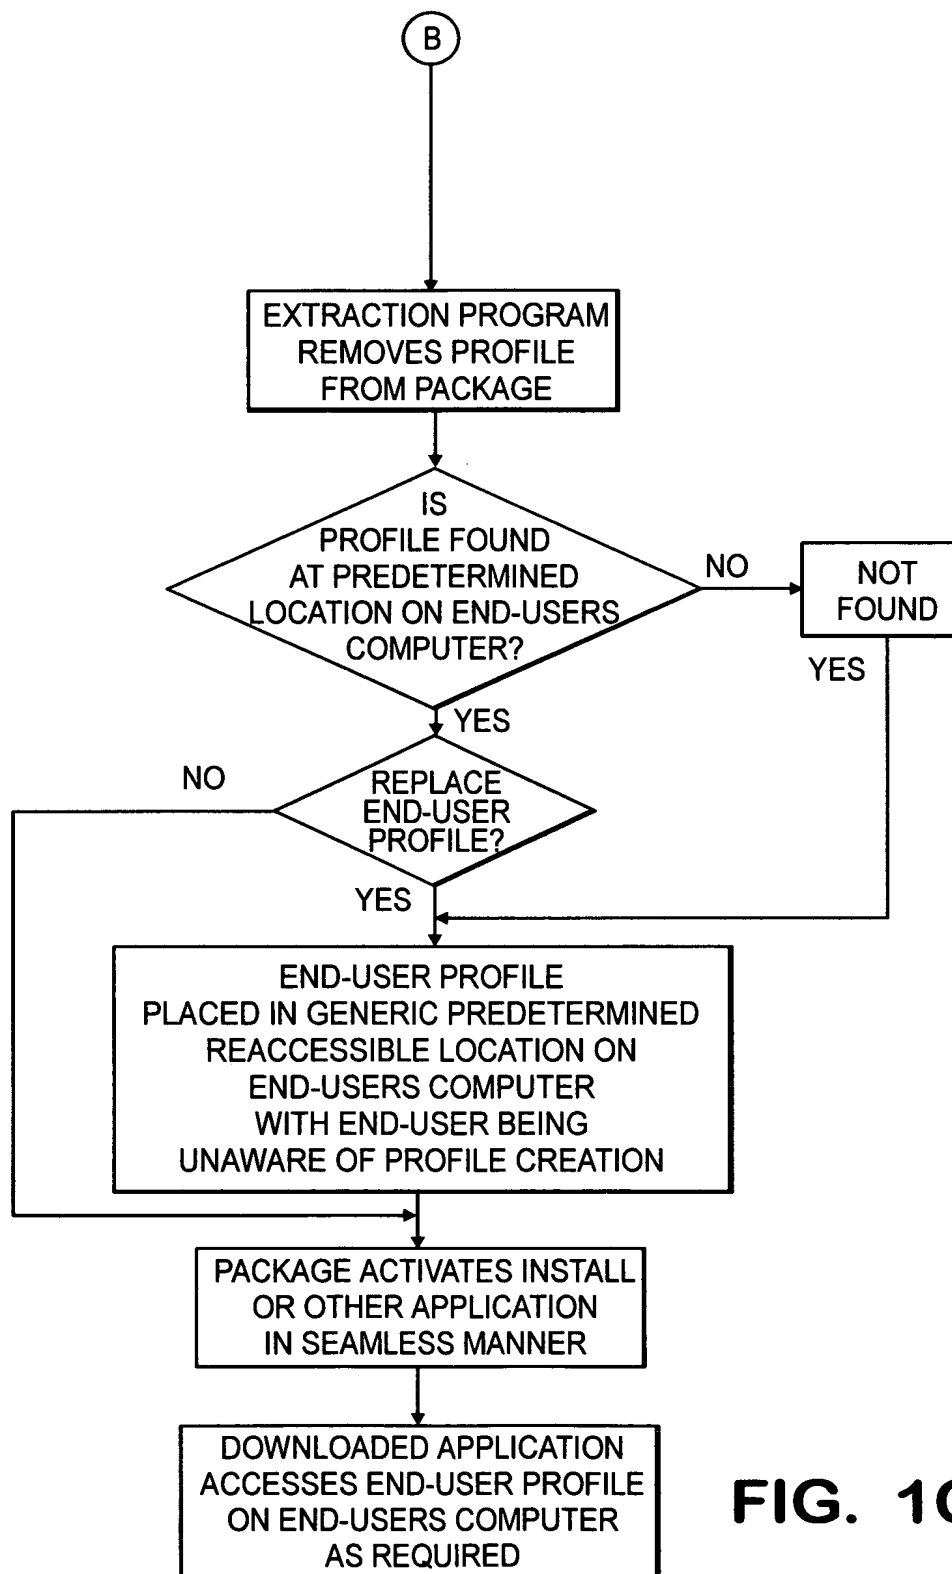 B
EXTRACTION PROGRAM
REMOVES PROFILE
FROM PACKAGE
IS
PROFILE FOUND
AT PREDETERMINED
LOCATION ON END-USERS
COMPUTER?
NO
NOT
FOUND
YES
YES
NO
REPLACE
END-USER
PROFILE?
YES
END-USER PROFILE
PLACED IN GENERIC PREDETERMINED
REACCESSIBLE LOCATION ON
END-USERS COMPUTER
WITH END-USER BEING
UNAWARE OF PROFILE CREATION
PACKAGE ACTIVATES INSTALL
OR OTHER APPLICATION
IN SEAMLESS MANNER
DOWNLOADED APPLICATION
ACCESSES END-USER PROFILE
ON END-USERS COMPUTER
AS REQUIRED
FIG.